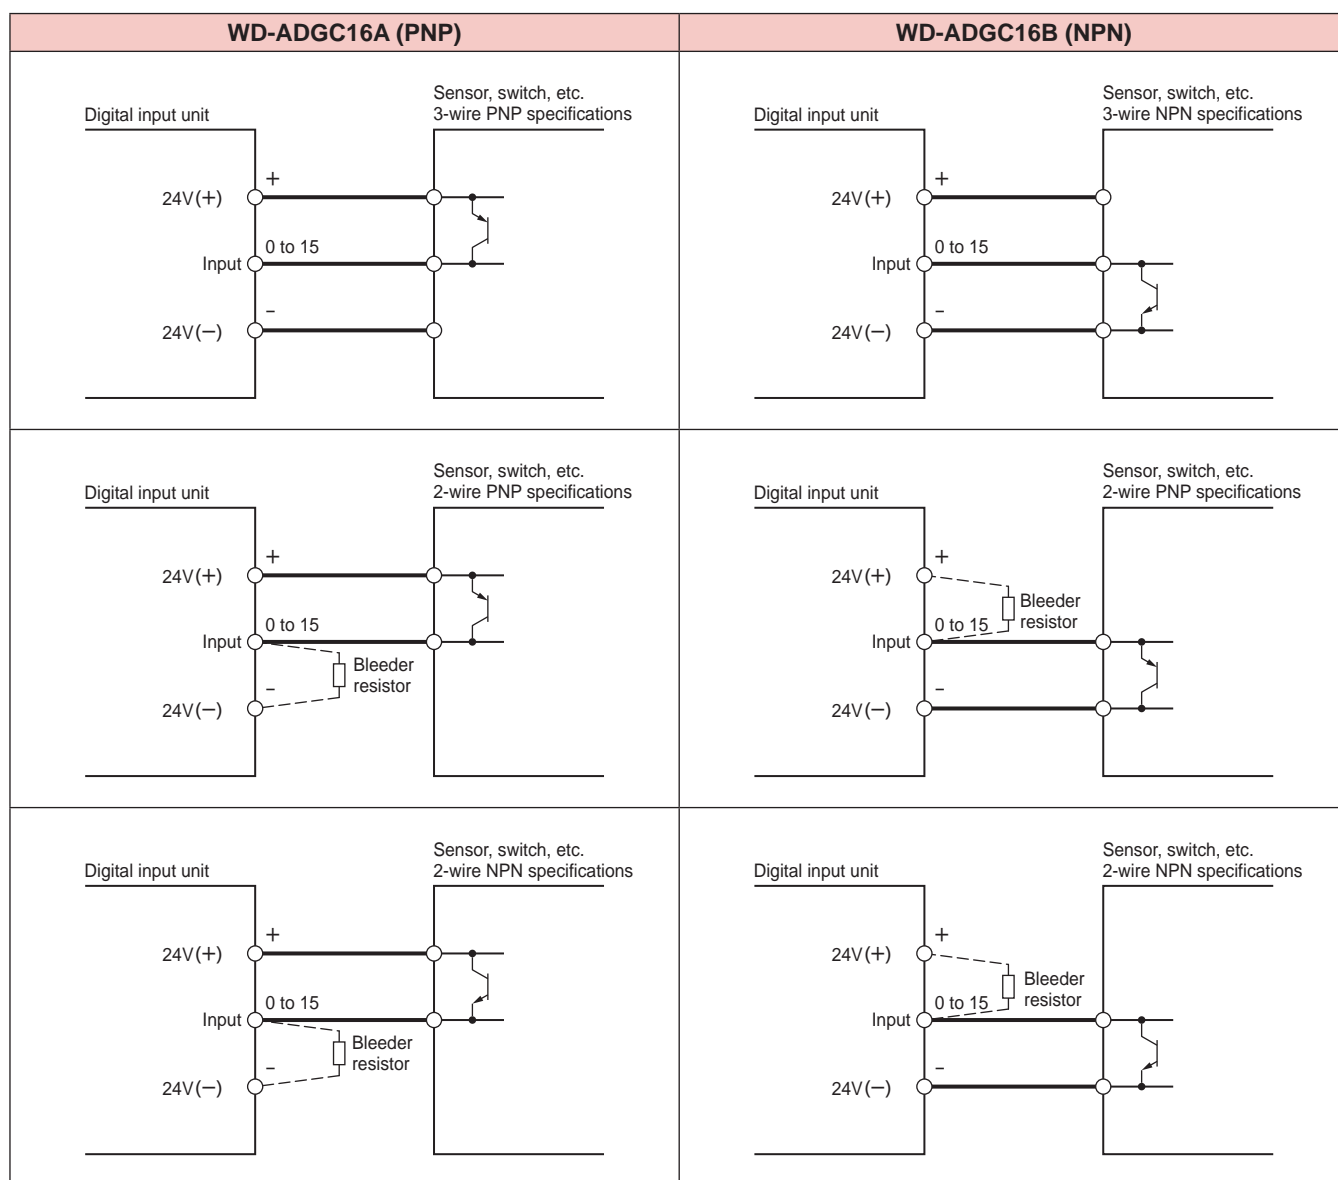 WD-ADGC16A (PNP)
WD-ADGC16B (NPN)
Digital input unit
Sensor, switch, etc.
3-wire PNP specifications
24V(+)
+
Input
0 to 15
24V(−)
−
Digital input unit
Sensor, switch, etc.
3-wire NPN specifications
24V(+)
+
Input
0 to 15
24V(−)
−
Digital input unit
Sensor, switch, etc.
2-wire PNP specifications
24V(+)
+
Input
0 to 15
Bleeder
resistor
24V(−)
−
Digital input unit
Sensor, switch, etc.
2-wire PNP specifications
24V(+)
+
Bleeder
resistor
Input
0 to 15
24V(−)
−
Digital input unit
Sensor, switch, etc.
2-wire NPN specifications
24V(+)
+
Input
0 to 15
Bleeder
resistor
24V(−)
−
Digital input unit
Sensor, switch, etc.
2-wire NPN specifications
24V(+)
+
Bleeder
resistor
Input
0 to 15
24V(−)
−